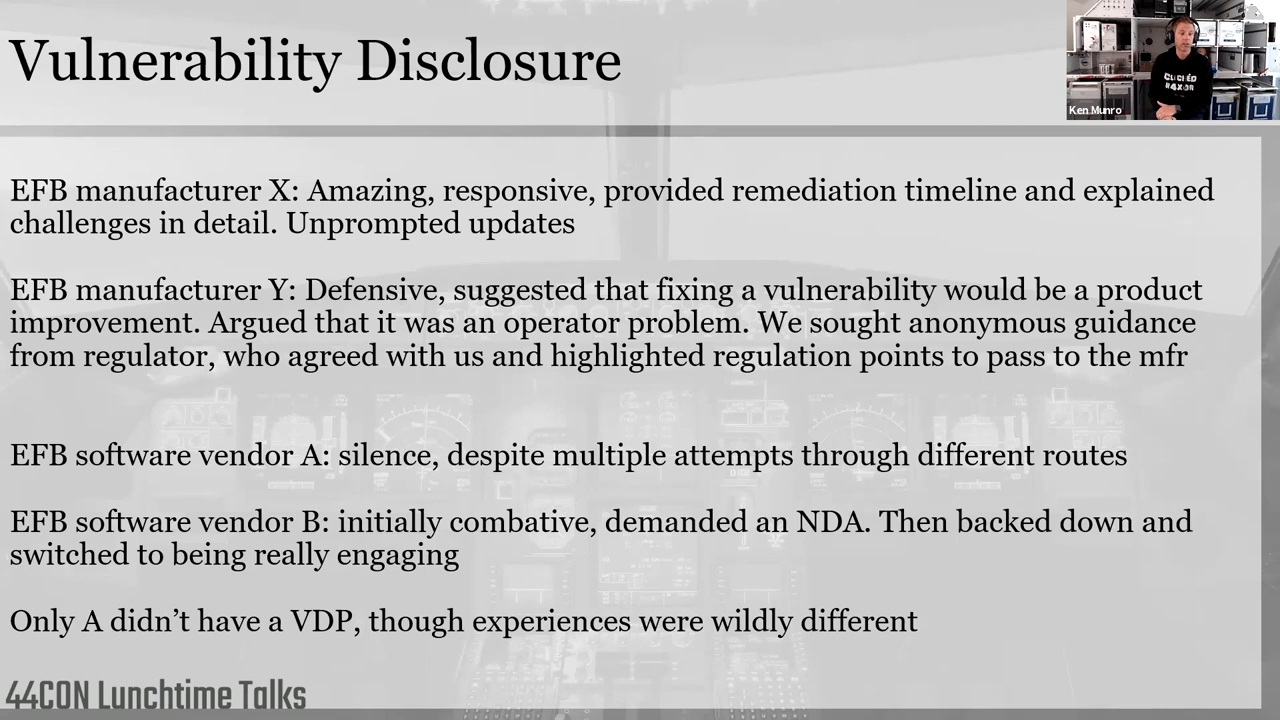 Vulnerability Disclosure
Ken Munro
EFB manufacturer X: Amazing, responsive, provided remediation timeline and explained
challenges in detail. Unprompted updates
EFB manufacturer Y: Defensive, suggested that fixing a vulnerability would be a product
improvement. Argued that it was an operator problem. We sought anonymous guidance
from regulator, who agreed with us and highlighted regulation points to pass to the mfr
EFB software vendor A: silence, despite multiple attempts through different routes
EFB software vendor B: initially combative, demanded an NDA. Then backed down and
switched to being really engaging
Only A didn’t have a VDP, though experiences were wildly different
44CON Lunchtime Talks